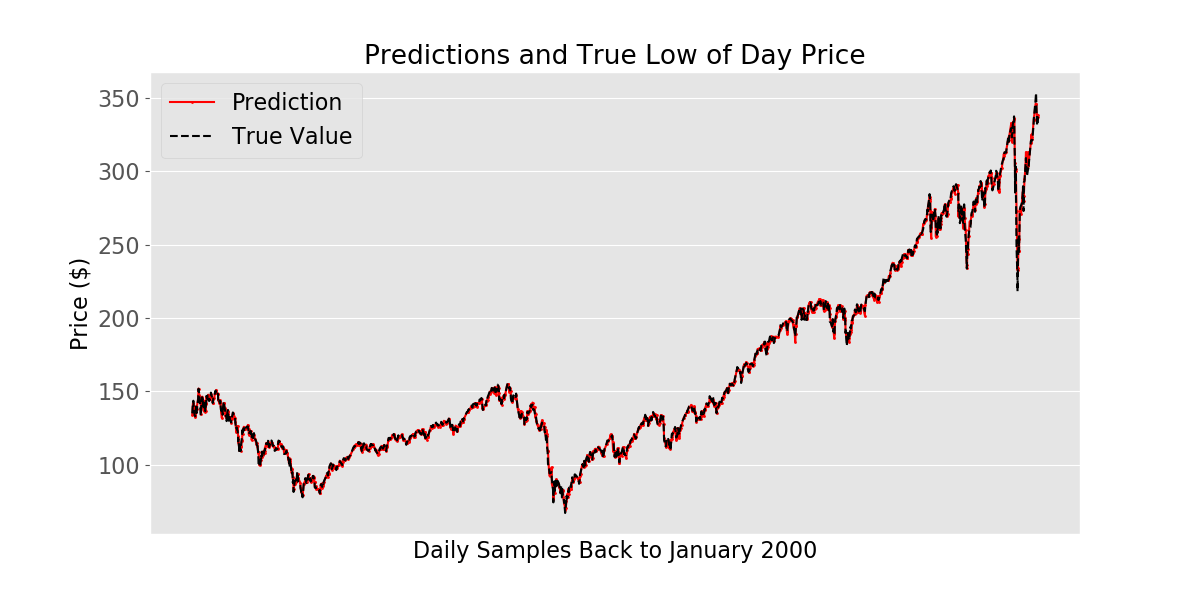 Predictions and True Low of Day Price
Prediction
True Value
350
300
250
200
150
100
Price ($)
Daily Samples Back to January 2000